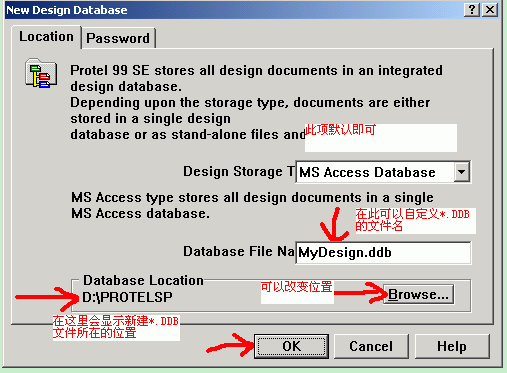 New Design Database
Location
Password
Protel 99 SE stores all design documents in an integrated
design database.
Depending upon the storage type, documents are either
stored in a single design
database or as stand-alone files and
此项默认即可
Design Storage T
MS Access Database
MS Access type stores all design documents in a single
MS Access database.
在此可以自定义*.DDB
的文件名
Database File Na
MyDesign.ddb
Database Location
D:\PROTELSP
可以改变位置
Browse...
在这里会显示新建*.DDB
文件所在的位置
OK
Cancel
Help